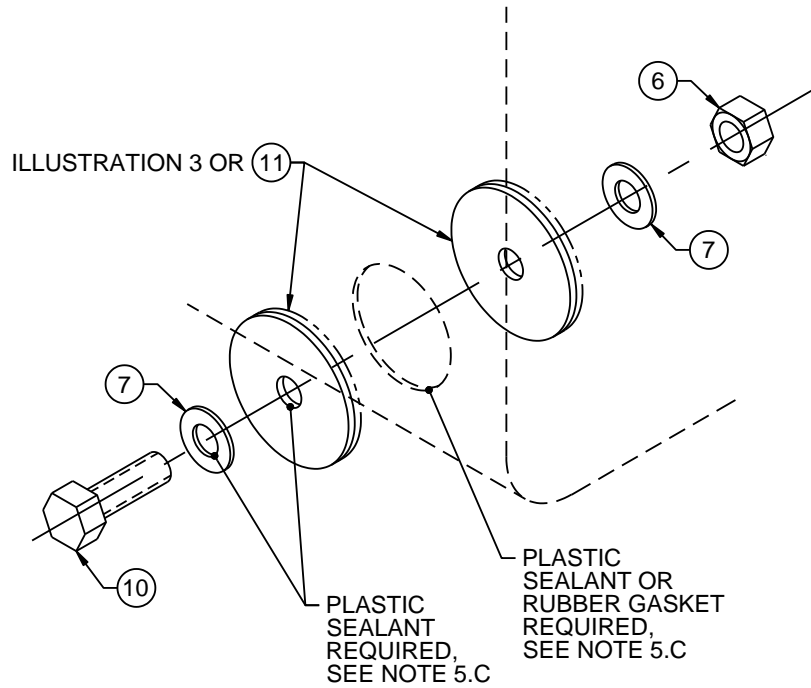 6
ILLUSTRATION 3 OR 11
7
7
10
PLASTIC
SEALANT
REQUIRED,
SEE NOTE 5.C
PLASTIC
SEALANT OR
RUBBER GASKET
REQUIRED,
SEE NOTE 5.C